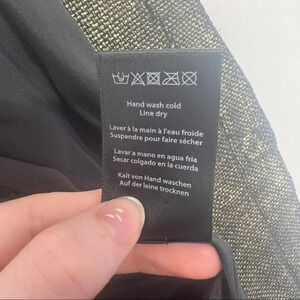 Hand wash cold
Line dry
Laver à la main à l'eau froide
Suspendre pour faire sécher
Lavar a mano en agua fría
Secar colgado en la cuerda
Kalt von Hand waschen
Auf der leine trocknen